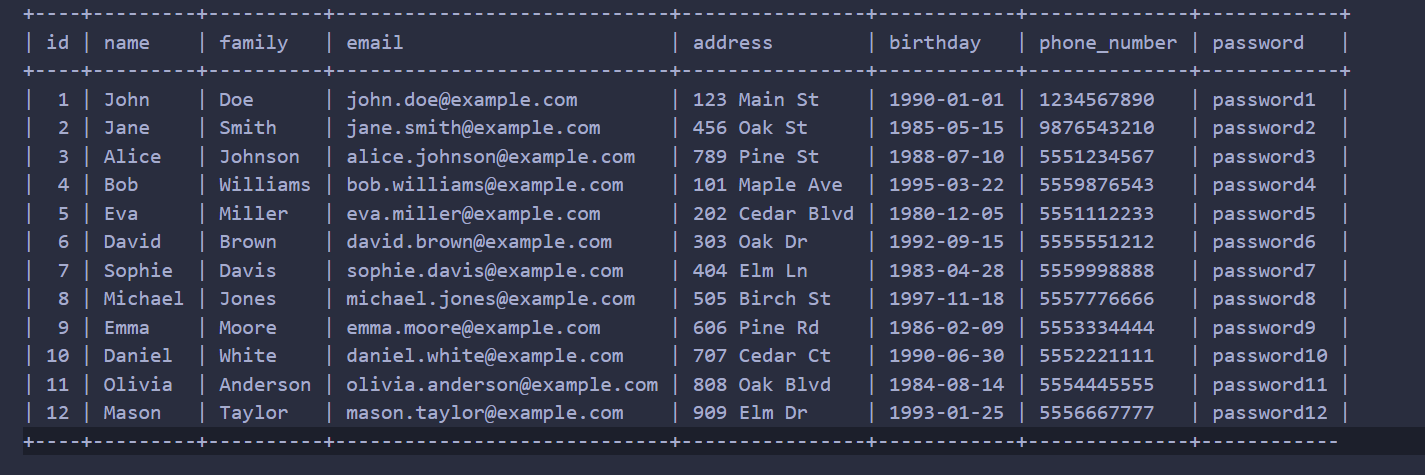 +----+---------+----------+-----------------------------+----------------+------------+--------------+------------+
| id | name    | family   | email                       | address        | birthday   | phone_number | password   |
+----+---------+----------+-----------------------------+----------------+------------+--------------+------------+
|  1 | John    | Doe      | john.doe@example.com        | 123 Main St    | 1990-01-01 | 1234567890   | password1  |
|  2 | Jane    | Smith    | jane.smith@example.com      | 456 Oak St     | 1985-05-15 | 9876543210   | password2  |
|  3 | Alice   | Johnson  | alice.johnson@example.com   | 789 Pine St    | 1988-07-10 | 5551234567   | password3  |
|  4 | Bob     | Williams | bob.williams@example.com    | 101 Maple Ave  | 1995-03-22 | 5559876543   | password4  |
|  5 | Eva     | Miller   | eva.miller@example.com      | 202 Cedar Blvd | 1980-12-05 | 5551112233   | password5  |
|  6 | David   | Brown    | david.brown@example.com     | 303 Oak Dr     | 1992-09-15 | 5555551212   | password6  |
|  7 | Sophie  | Davis    | sophie.davis@example.com    | 404 Elm Ln     | 1983-04-28 | 5559998888   | password7  |
|  8 | Michael | Jones    | michael.jones@example.com   | 505 Birch St   | 1997-11-18 | 5557776666   | password8  |
|  9 | Emma    | Moore    | emma.moore@example.com      | 606 Pine Rd    | 1986-02-09 | 5553334444   | password9  |
| 10 | Daniel  | White    | daniel.white@example.com    | 707 Cedar Ct   | 1990-06-30 | 5552221111   | password10 |
| 11 | Olivia  | Anderson | olivia.anderson@example.com | 808 Oak Blvd   | 1984-08-14 | 5554445555   | password11 |
| 12 | Mason   | Taylor   | mason.taylor@example.com    | 909 Elm Dr     | 1993-01-25 | 5556667777   | password12 |
+----+---------+----------+-----------------------------+----------------+------------+--------------+------------